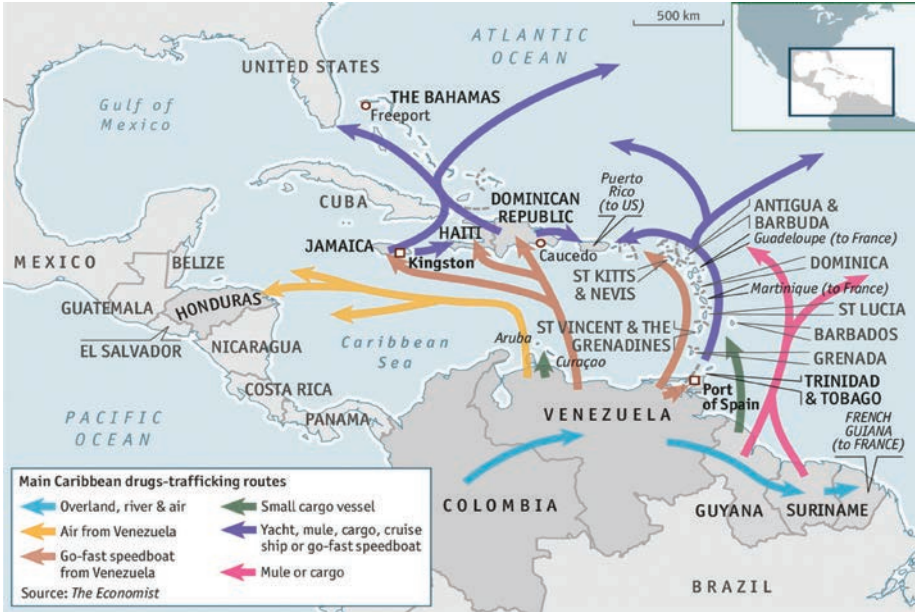 500 km
ATLANTIC
OCEAN
UNITED STATES
Gulf of
Mexico
THE BAHAMAS
Freeport
CUBA
DOMINICAN
REPUBLIC
Puerto
Rico
(to US)
ANTIGUA &
BARBUDA
Guadeloupe (to France)
HAITI
JAMAICA
Kingston
Caucedo
ST KITTS
& NEVIS
DOMINICA
Martinique (to France)
ST LUCIA
MEXICO
BELIZE
HONDURAS
GUATEMALA
EL SALVADOR
NICARAGUA
Caribbean
Sea
Aruba
Curaçao
ST VINCENT & THE
GRENADINES
BARBADOS
GRENADA
COSTA RICA
PANAMA
PACIFIC
OCEAN
VENEZUELA
Port
of Spain
TRINIDAD
& TOBAGO
FRENCH
GUIANA
(to FRANCE)
COLOMBIA
GUYANA
SURINAME
BRAZIL
Main Caribbean drugs-trafficking routes
Overland, river & air
Air from Venezuela
Go-fast speedboat
from Venezuela
Small cargo vessel
Yacht, mule, cargo, cruise
ship or go-fast speedboat
Mule or cargo
Source: The Economist